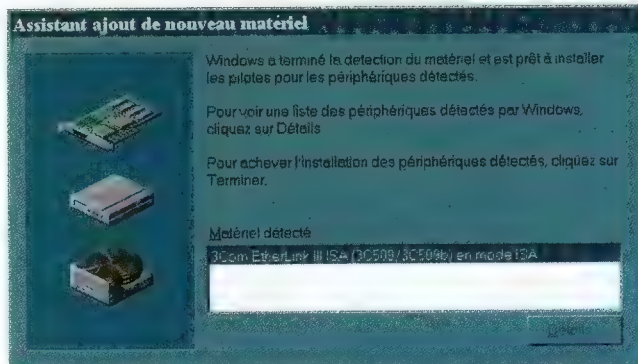 Assistant ajout de nouveau matériel
Windows a terminé la détection du matériel et est prêt à installer
les pilotes pour les périphériques détectés.
Pour voir une liste des périphériques détectés par Windows,
cliquez sur Détails
Pour achever l'installation des périphériques détectés, cliquez sur
Terminer.
Matériel détecté
3Com EtherLink III ISA (3C509/3C509b) en mode ISA
Détails